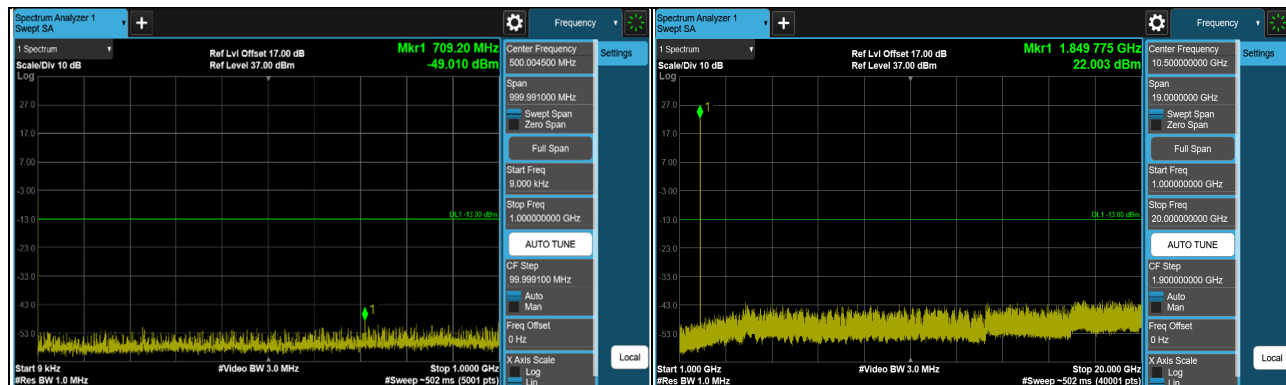 Spectrum Analyzer 1
Swept SA
+
Frequency
1 Spectrum
Scale/Div 10 dB
Log
Ref Lvl Offset 17.00 dB
Ref Level 37.00 dBm
Mkr1 709.20 MHz
-49.010 dBm
27.0
17.0
7.00
-3.00
-13.0
-23.0
-33.0
-43.0
-53.0
1
DL1 -13.00 dBm
Start 9 kHz
#Res BW 1.0 MHz
#Video BW 3.0 MHz
Stop 1.0000 GHz
#Sweep ~502 ms (5001 pts)
Center Frequency
500.004500 MHz
Span
999.991000 MHz
Swept Span
Zero Span
Full Span
Start Freq
9.000 kHz
Stop Freq
1.000000000 GHz
AUTO TUNE
CF Step
99.999100 MHz
Auto
Man
Freq Offset
0 Hz
X Axis Scale
Log
Lin
Settings
Local
Spectrum Analyzer 1
Swept SA
+
Frequency
1 Spectrum
Scale/Div 10 dB
Log
Ref Lvl Offset 17.00 dB
Ref Level 37.00 dBm
Mkr1 1.849 775 GHz
22.003 dBm
27.0
17.0
7.00
-3.00
-13.0
-23.0
-33.0
-43.0
-53.0
1
DL1 -13.00 dBm
Start 1.000 GHz
#Res BW 1.0 MHz
#Video BW 3.0 MHz
Stop 20.000 GHz
#Sweep ~502 ms (40001 pts)
Center Frequency
10.500000000 GHz
Span
19.0000000 GHz
Swept Span
Zero Span
Full Span
Start Freq
1.000000000 GHz
Stop Freq
20.000000000 GHz
AUTO TUNE
CF Step
1.900000000 GHz
Auto
Man
Freq Offset
0 Hz
X Axis Scale
Log
Lin
Settings
Local